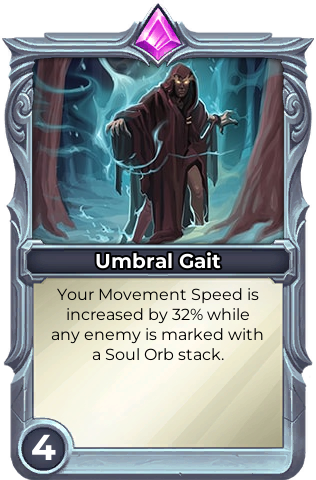 Umbral Gait
Your Movement Speed is
increased by 32% while
any enemy is marked with
a Soul Orb stack.
4